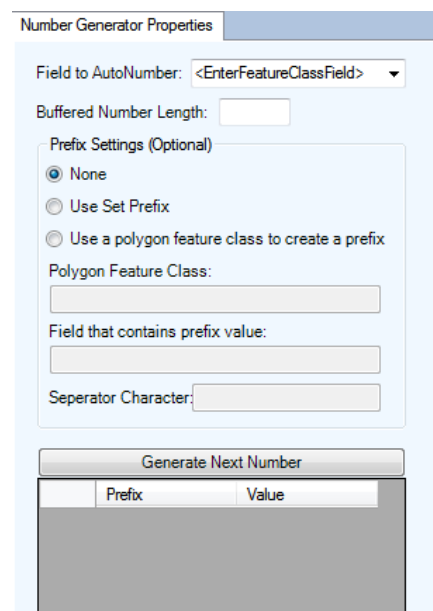 Number Generator Properties
Field to AutoNumber: <EnterFeatureClassField>
Buffered Number Length:
Prefix Settings (Optional)
None
Use Set Prefix
Use a polygon feature class to create a prefix
Polygon Feature Class:
Field that contains prefix value:
Seperator Character:
Generate Next Number
Prefix Value